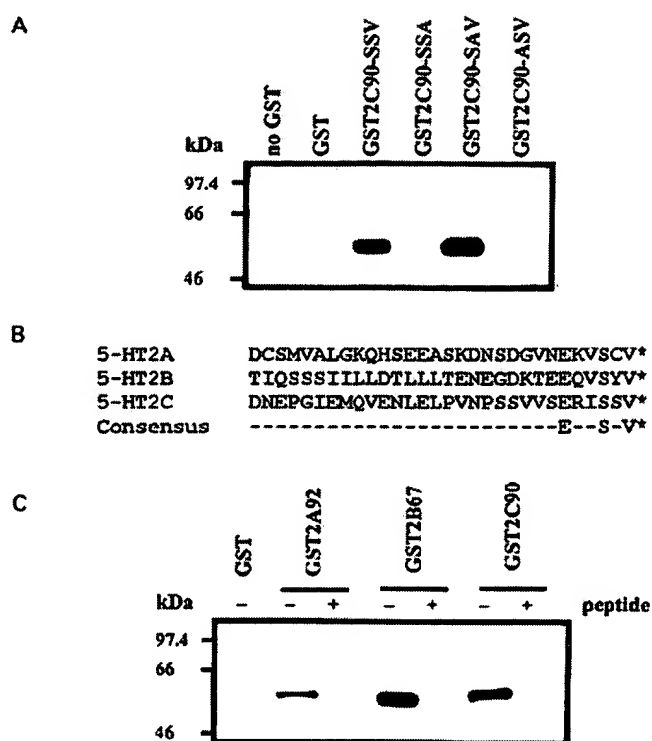 A
no GST
GST
GST2C90-SSV
GST2C90-SSA
GST2C90-SAV
GST2C90-ASV
kDa
97.4
66
46
B
5-HT2A DCSMVALGKQHSEEASKDNSDGVNEKVSCV*
5-HT2B TIQSSSIILLDTLLLTENEGDKTEEQVSYV*
5-HT2C DNEPGIEMQVENLELPVNPSSVVSERISSV*
Consensus -------------------------E--S-V*
C
GST
GST2A92
GST2B67
GST2C90
kDa - - + - + - + peptide
97.4
66
46